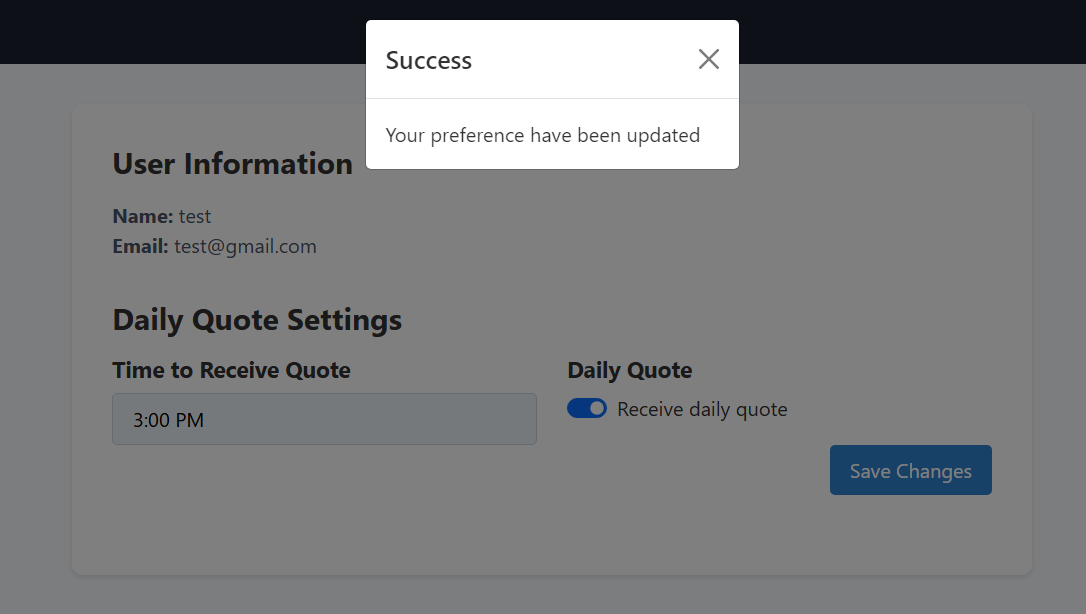 Success
Your preference have been updated
User Information
Name: test
Email: test@gmail.com
Daily Quote Settings
Time to Receive Quote
3:00 PM
Daily Quote
Receive daily quote
Save Changes